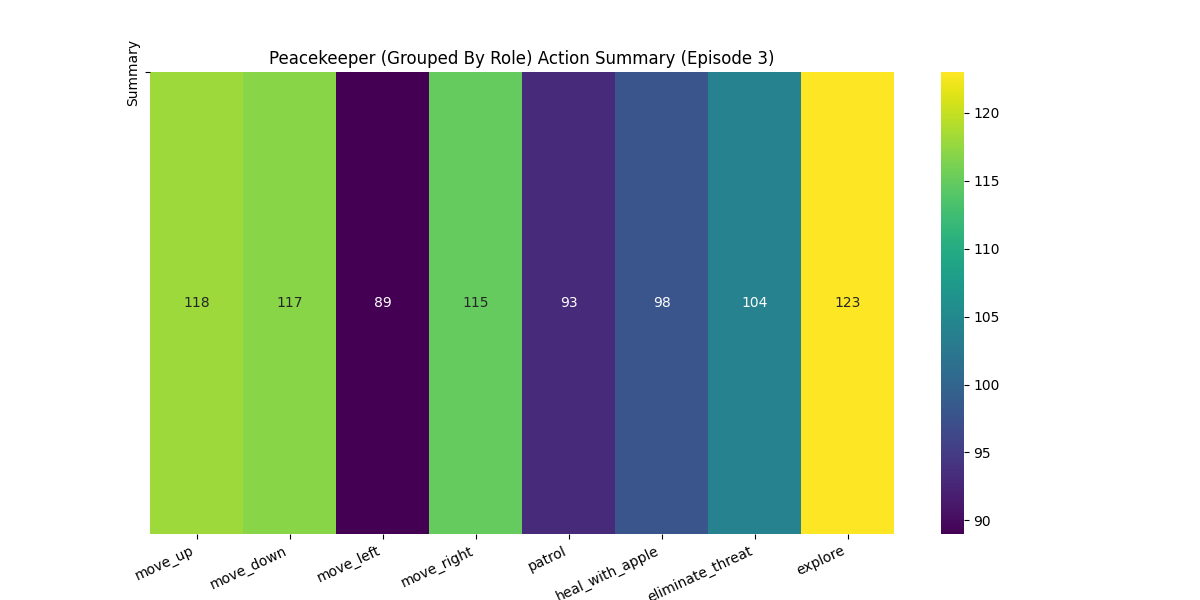 Peacekeeper (Grouped By Role) Action Summary (Episode 3)
Summary
118 117 89 115 93 98 104 123
move_up move_down move_left move_right patrol heal_with_apple eliminate_threat explore
120
115
110
105
100
95
90